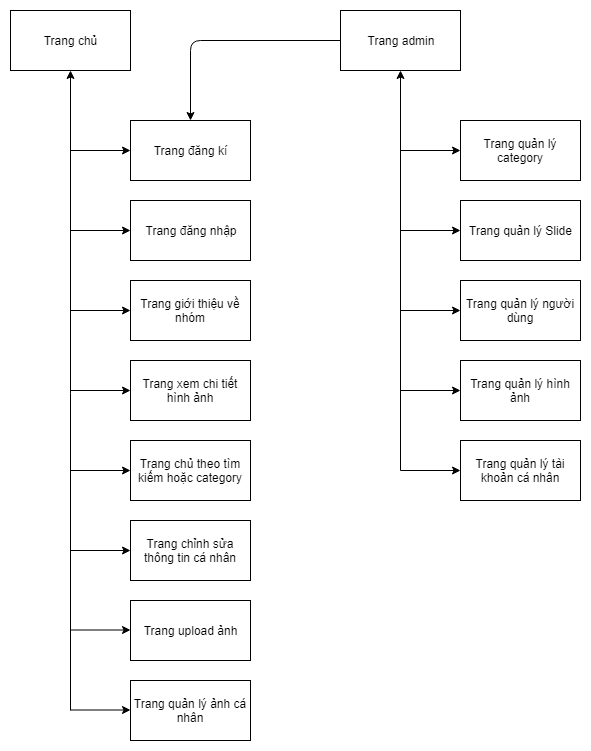 Trang chủ
Trang admin
Trang đăng kí
Trang đăng nhập
Trang giới thiệu về
nhóm
Trang xem chi tiết
hình ảnh
Trang chủ theo tìm
kiếm hoặc category
Trang chỉnh sửa
thông tin cá nhân
Trang upload ảnh
Trang quản lý ảnh cá
nhân
Trang quản lý
category
Trang quản lý Slide
Trang quản lý người
dùng
Trang quản lý hình
ảnh
Trang quản lý tài
khoản cá nhân